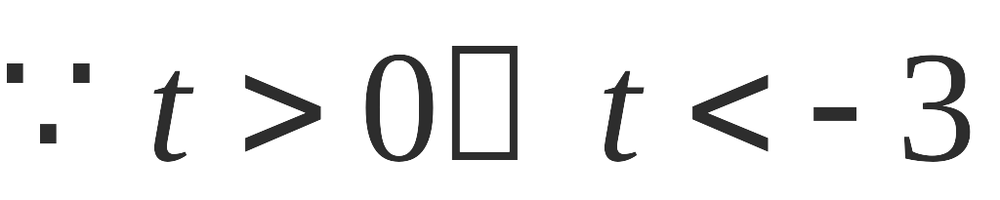 ∵ t > 0□ t < - 3